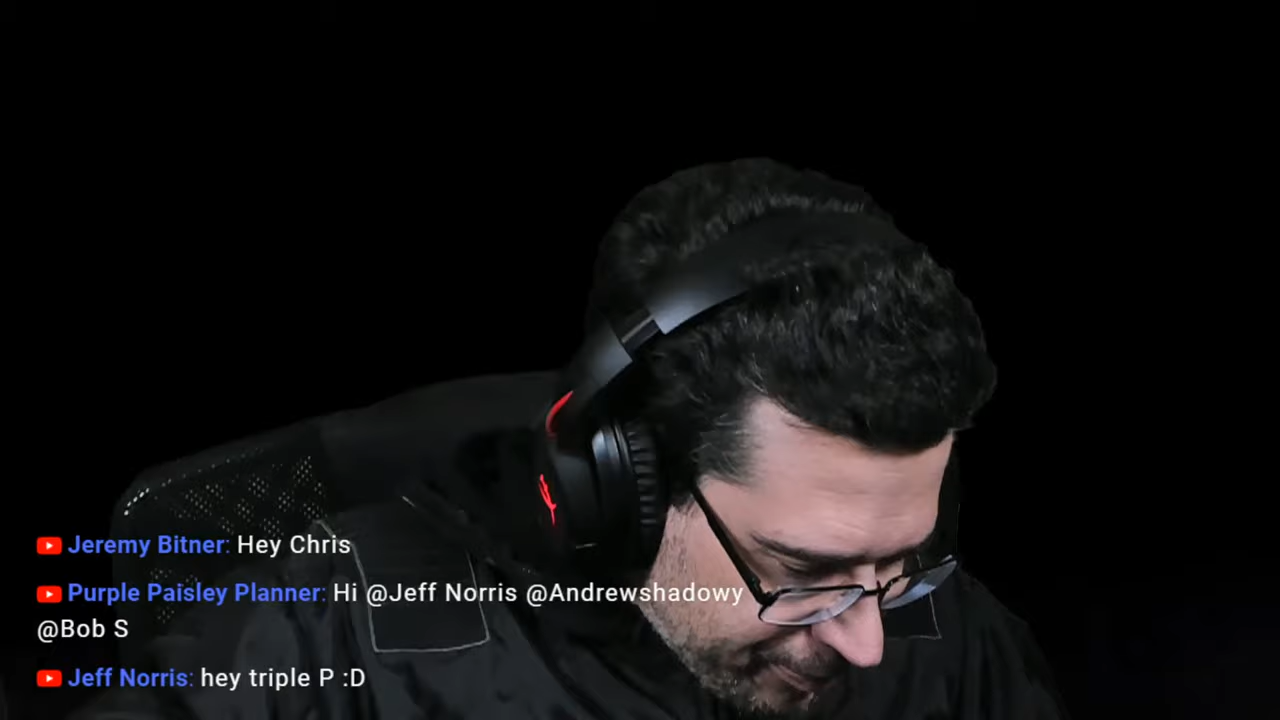 Jeremy Bitner: Hey Chris
Purple Paisley Planner: Hi @Jeff Norris @Andrewshadowy
@Bob S
Jeff Norris: hey triple P :D